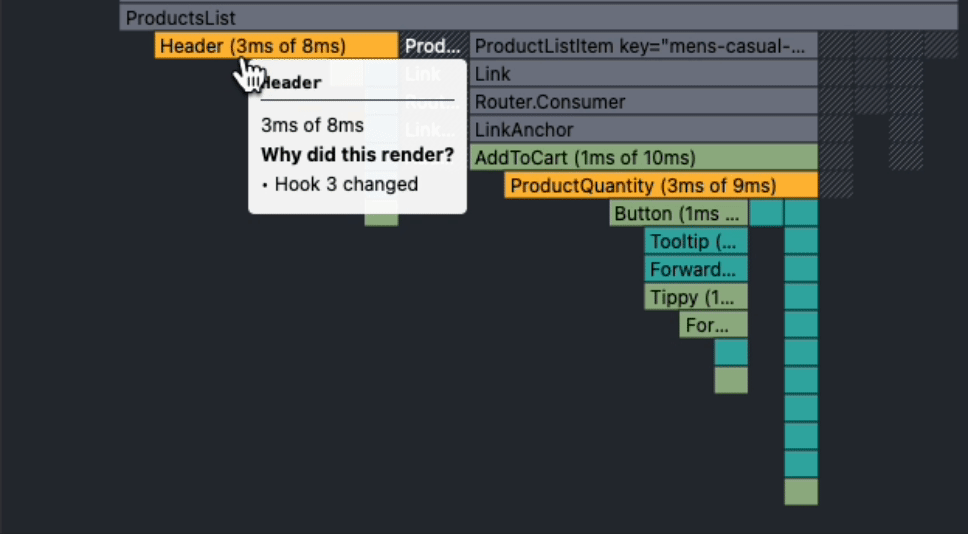 ProductsList
Header (3ms of 8ms)
Prod...
ProductListItem key="mens-casual-...
Link
Link
Header
Rout...
Router.Consumer
3ms of 8ms
Link...
LinkAnchor
Why did this render?
AddToCart (1ms of 10ms)
• Hook 3 changed
ProductQuantity (3ms of 9ms)
Button (1ms ...
Tooltip (...
Forward...
Tippy (1...
For...